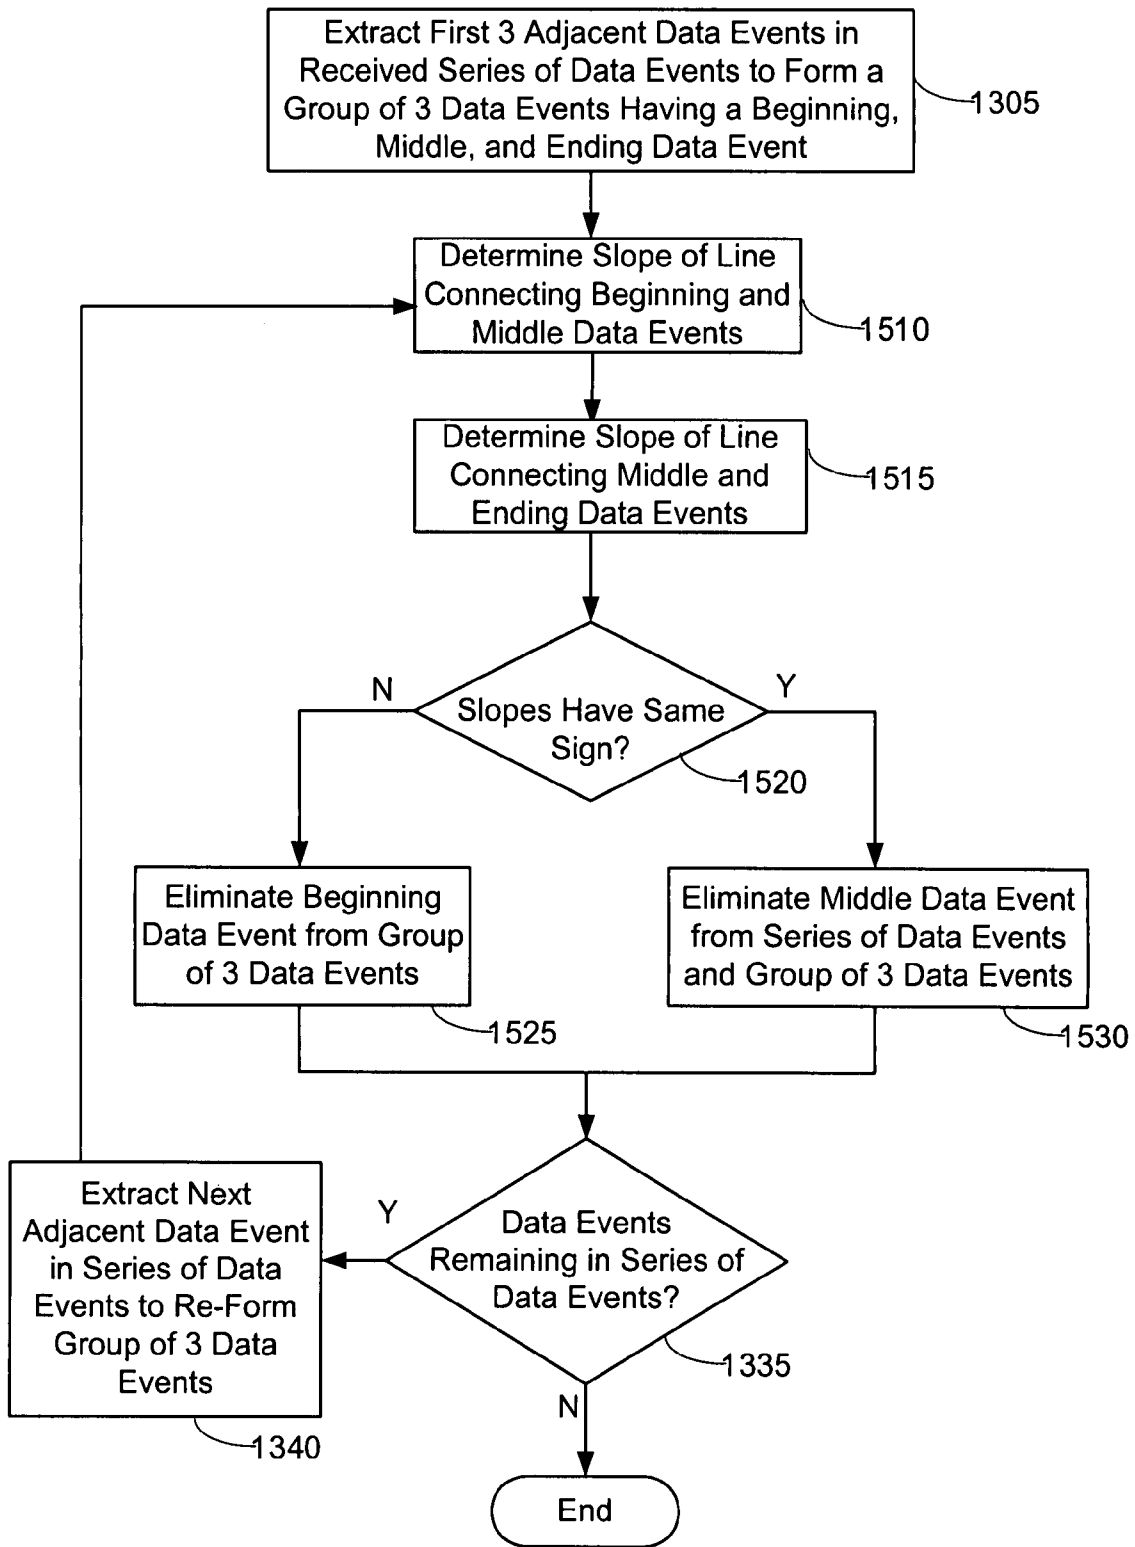 Extract First 3 Adjacent Data Events in
Received Series of Data Events to Form a
Group of 3 Data Events Having a Beginning,
Middle, and Ending Data Event
1305
Determine Slope of Line
Connecting Beginning and
Middle Data Events
1510
Determine Slope of Line
Connecting Middle and
Ending Data Events
1515
N
Y
Slopes Have Same
Sign?
1520
Eliminate Beginning
Data Event from Group
of 3 Data Events
1525
Eliminate Middle Data Event
from Series of Data Events
and Group of 3 Data Events
1530
Extract Next
Adjacent Data Event
in Series of Data
Events to Re-Form
Group of 3 Data
Events
1340
Y
Data Events
Remaining in Series of
Data Events?
1335
N
End